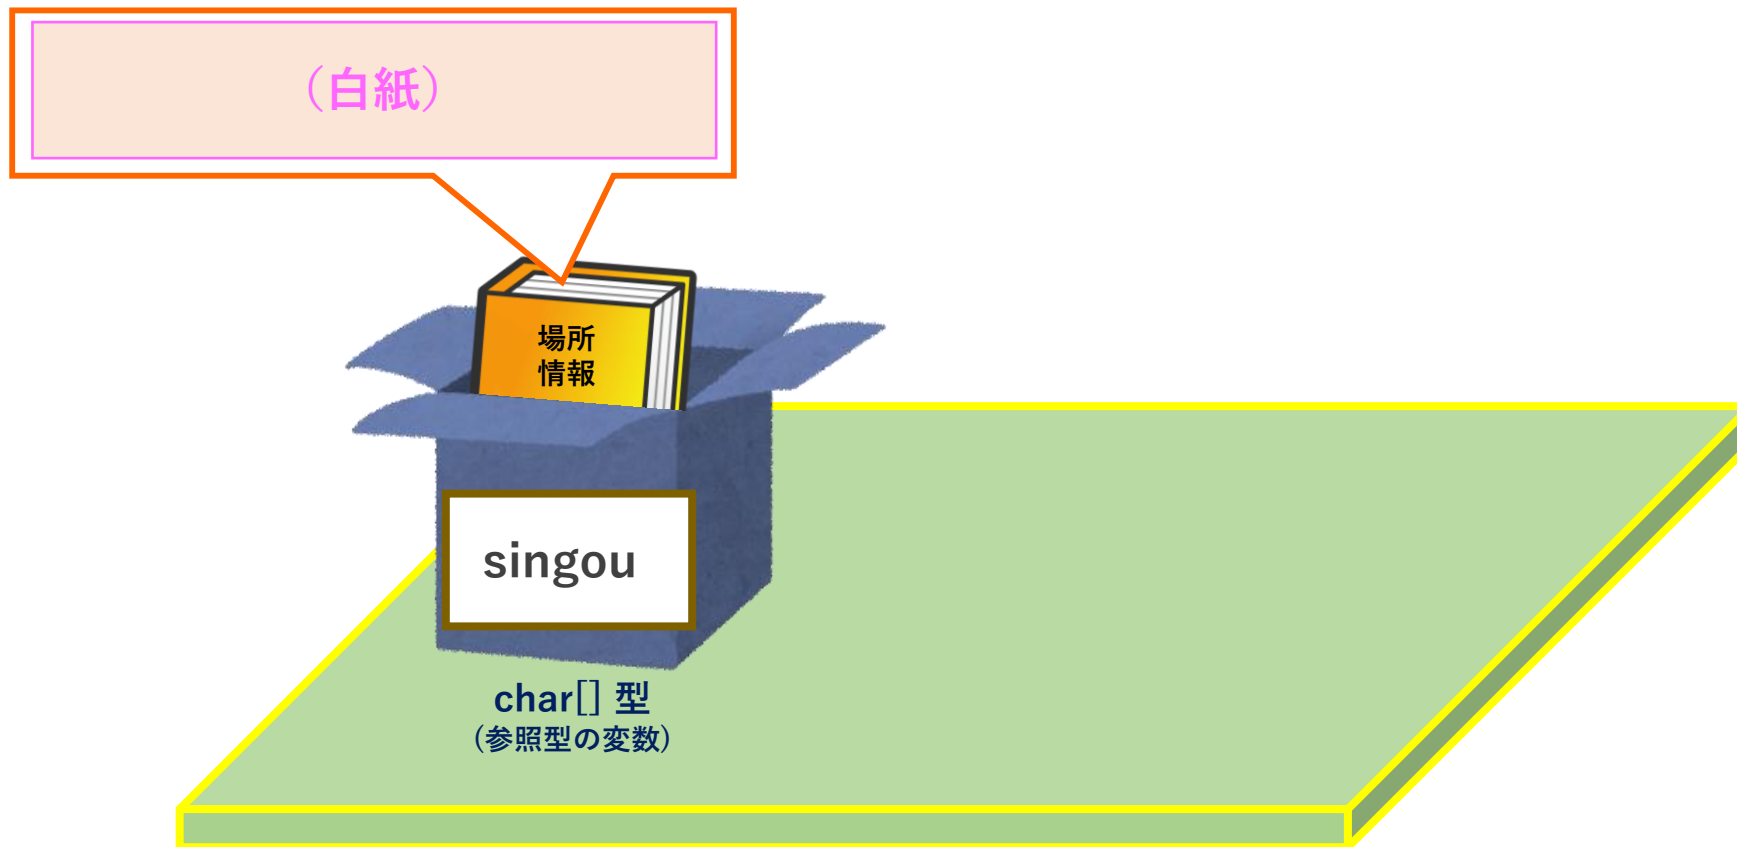 （白紙）
場所
情報
singou
char[] 型
（参照型の変数）